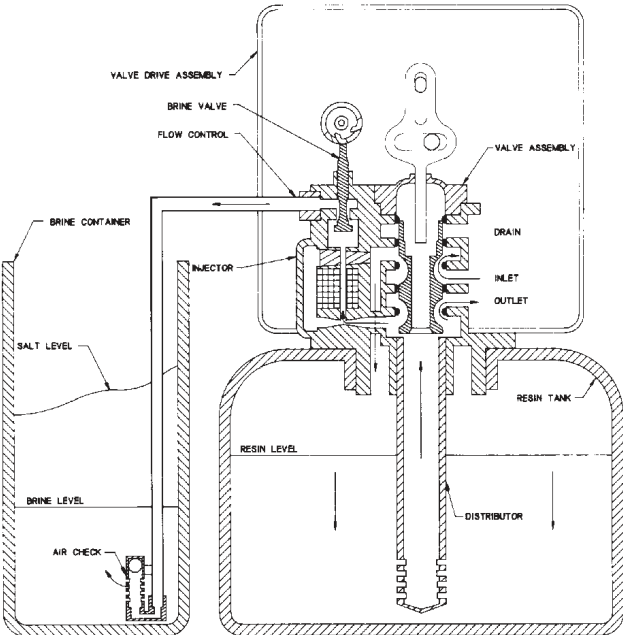 VALVE DRIVE ASSEMBLY
BRINE VALVE
FLOW CONTROL
VALVE ASSEMBLY
BRINE CONTAINER
DRAIN
INJECTOR
INLET
OUTLET
SALT LEVEL
RESIN TANK
RESIN LEVEL
BRINE LEVEL
DISTRIBUTOR
AIR CHECK